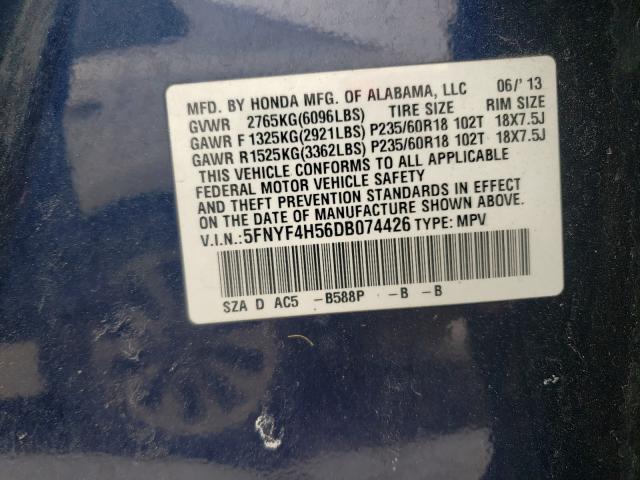 MFD. BY HONDA MFG. OF ALABAMA, LLC 06/'13
GVWR 2765KG(6096LBS) TIRE SIZE RIM SIZE
GAWR F 1325KG(2921LBS) P235/60R18 102T 18X7.5J
GAWR R1525KG(3362LBS) P235/60R18 102T 18X7.5J
THIS VEHICLE CONFORMS TO ALL APPLICABLE
FEDERAL MOTOR VEHICLE SAFETY
AND THEFT PREVENTION STANDARDS IN EFFECT
ON THE DATE OF MANUFACTURE SHOWN ABOVE.
V.I.N.:5FNYF4H56DB074426 TYPE: MPV
SZA D AC5 -B588P -B -B